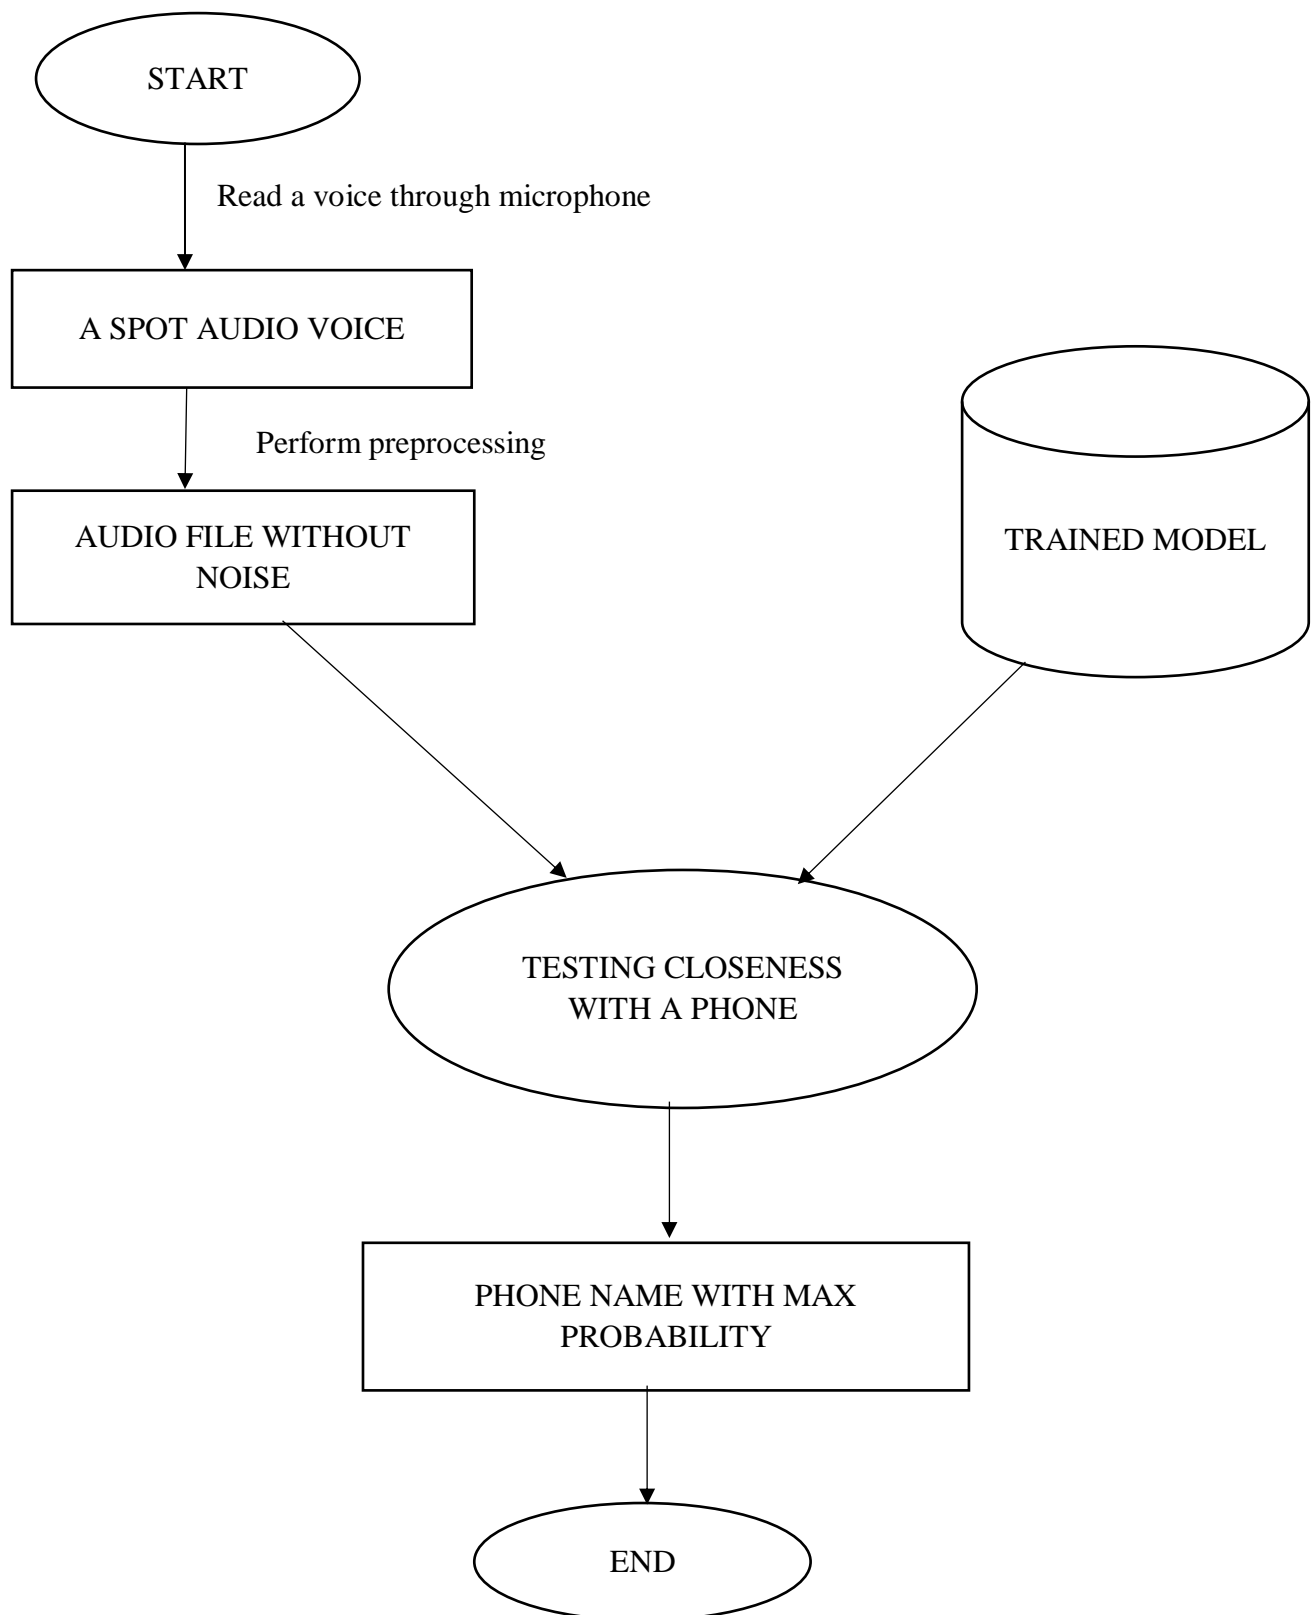 START
Read a voice through microphone
A SPOT AUDIO VOICE
Perform preprocessing
AUDIO FILE WITHOUT
NOISE
TRAINED MODEL
TESTING CLOSENESS
WITH A PHONE
PHONE NAME WITH MAX
PROBABILITY
END